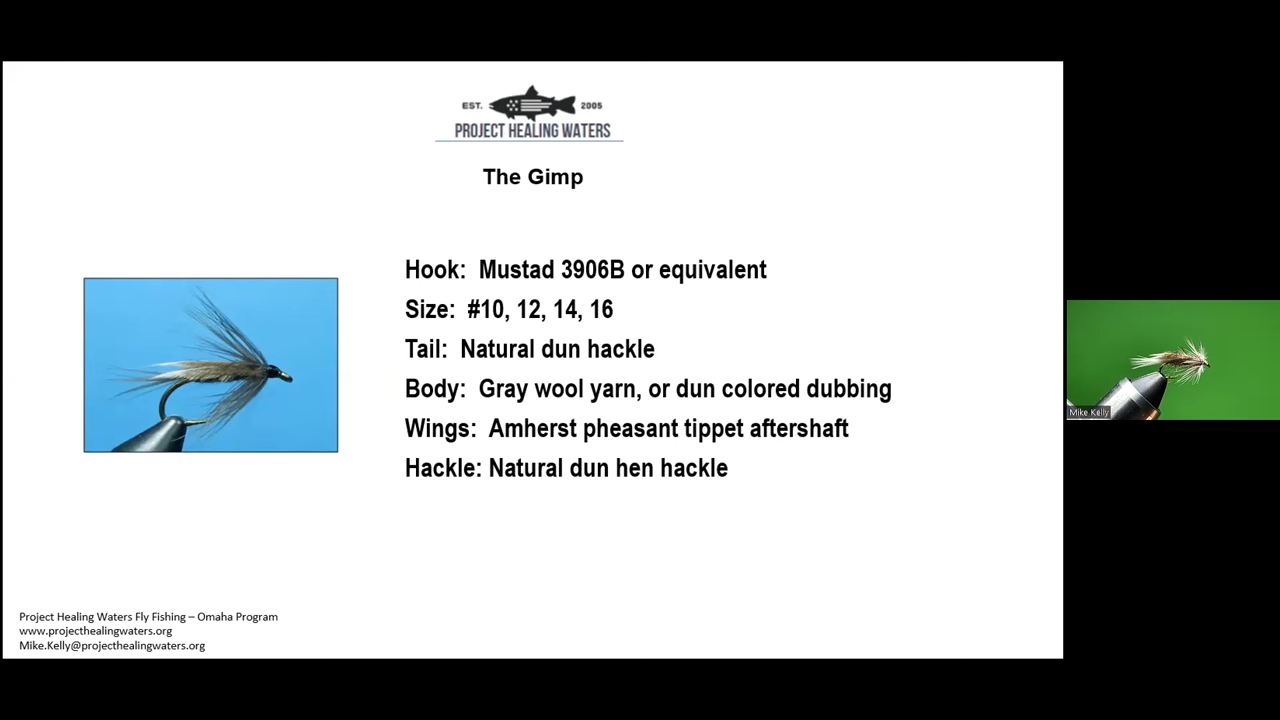 EST. 2005
PROJECT HEALING WATERS
The Gimp
Hook: Mustad 3906B or equivalent
Size: #10, 12, 14, 16
Tail: Natural dun hackle
Body: Gray wool yarn, or dun colored dubbing
Wings: Amherst pheasant tippet aftershaft
Hackle: Natural dun hen hackle
Mike Kelly
Project Healing Waters Fly Fishing – Omaha Program
www.projecthealingwaters.org
Mike.Kelly@projecthealingwaters.org